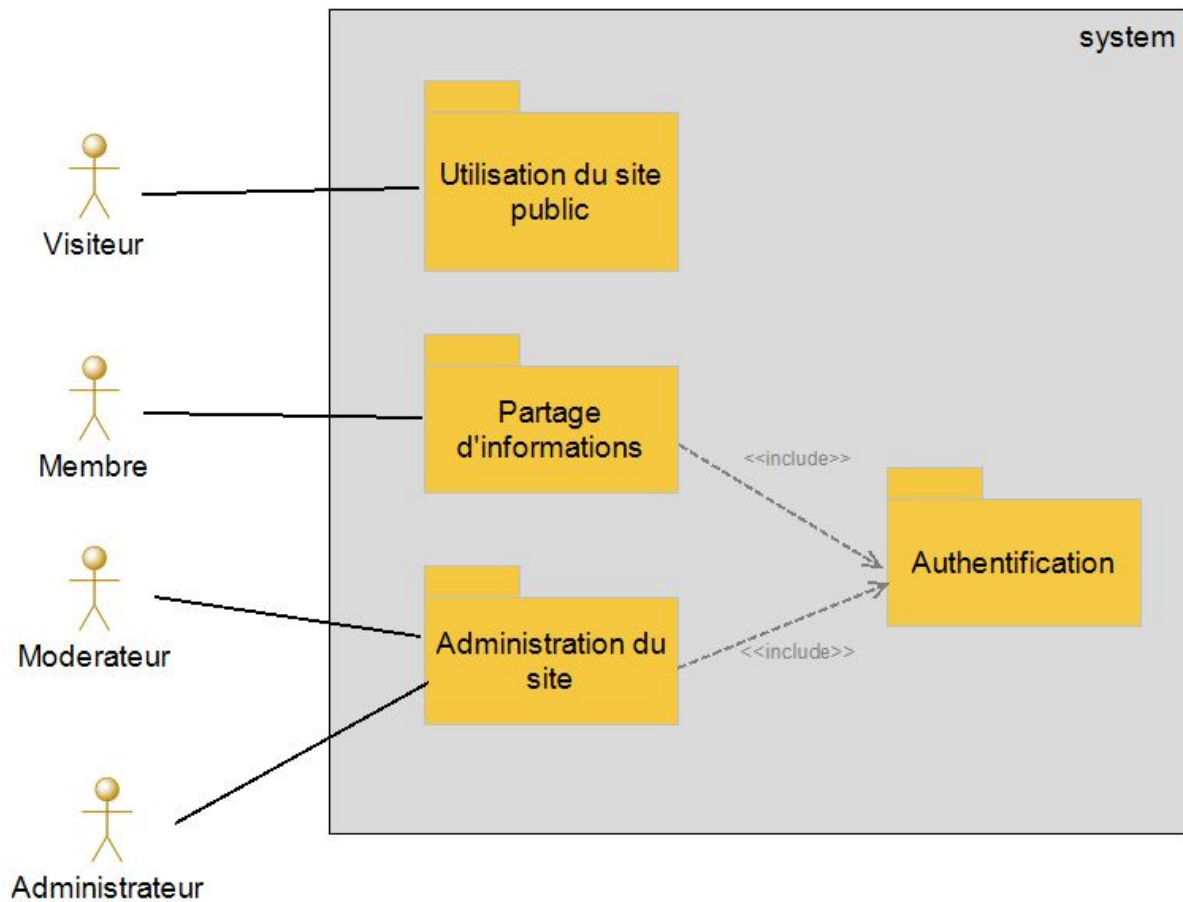 system
Utilisation du site
public
Visiteur
Partage
d'informations
<<include>>
Membre
Authentification
Moderateur
Administration du
site
<<include>>
Administrateur